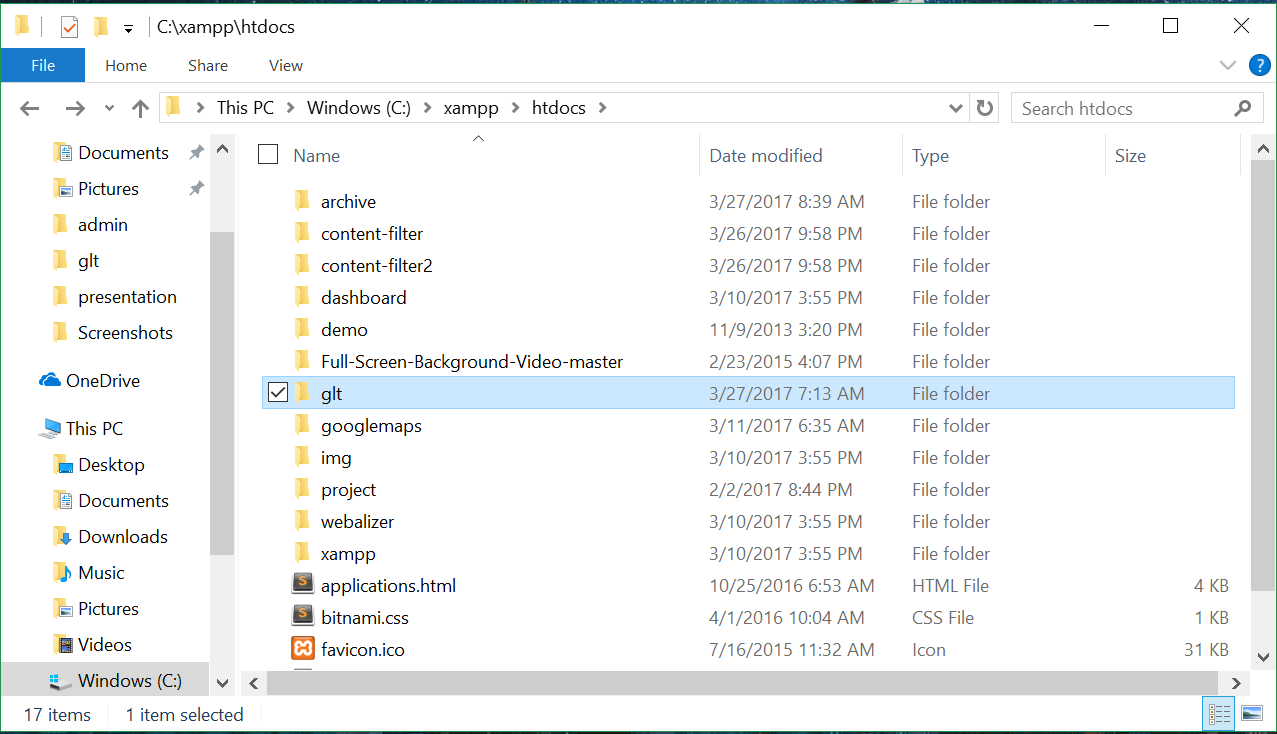 C:\xampp\htdocs
File Home Share View ?
This PC Windows (C:) xampp htdocs Search htdocs
Documents
Pictures
admin
glt
presentation
Screenshots
OneDrive
This PC
Desktop
Documents
Downloads
Music
Pictures
Videos
Windows (C:)
Name Date modified Type Size
archive 3/27/2017 8:39 AM File folder
content-filter 3/26/2017 9:58 PM File folder
content-filter2 3/26/2017 9:58 PM File folder
dashboard 3/10/2017 3:55 PM File folder
demo 11/9/2013 3:20 PM File folder
Full-Screen-Background-Video-master 2/23/2015 4:07 PM File folder
glt 3/27/2017 7:13 AM File folder
googlemaps 3/11/2017 6:35 AM File folder
img 3/10/2017 3:55 PM File folder
project 2/2/2017 8:44 PM File folder
webalizer 3/10/2017 3:55 PM File folder
xampp 3/10/2017 3:55 PM File folder
applications.html 10/25/2016 6:53 AM HTML File 4 KB
bitnami.css 4/1/2016 10:04 AM CSS File 1 KB
favicon.ico 7/16/2015 11:32 AM Icon 31 KB
17 items 1 item selected